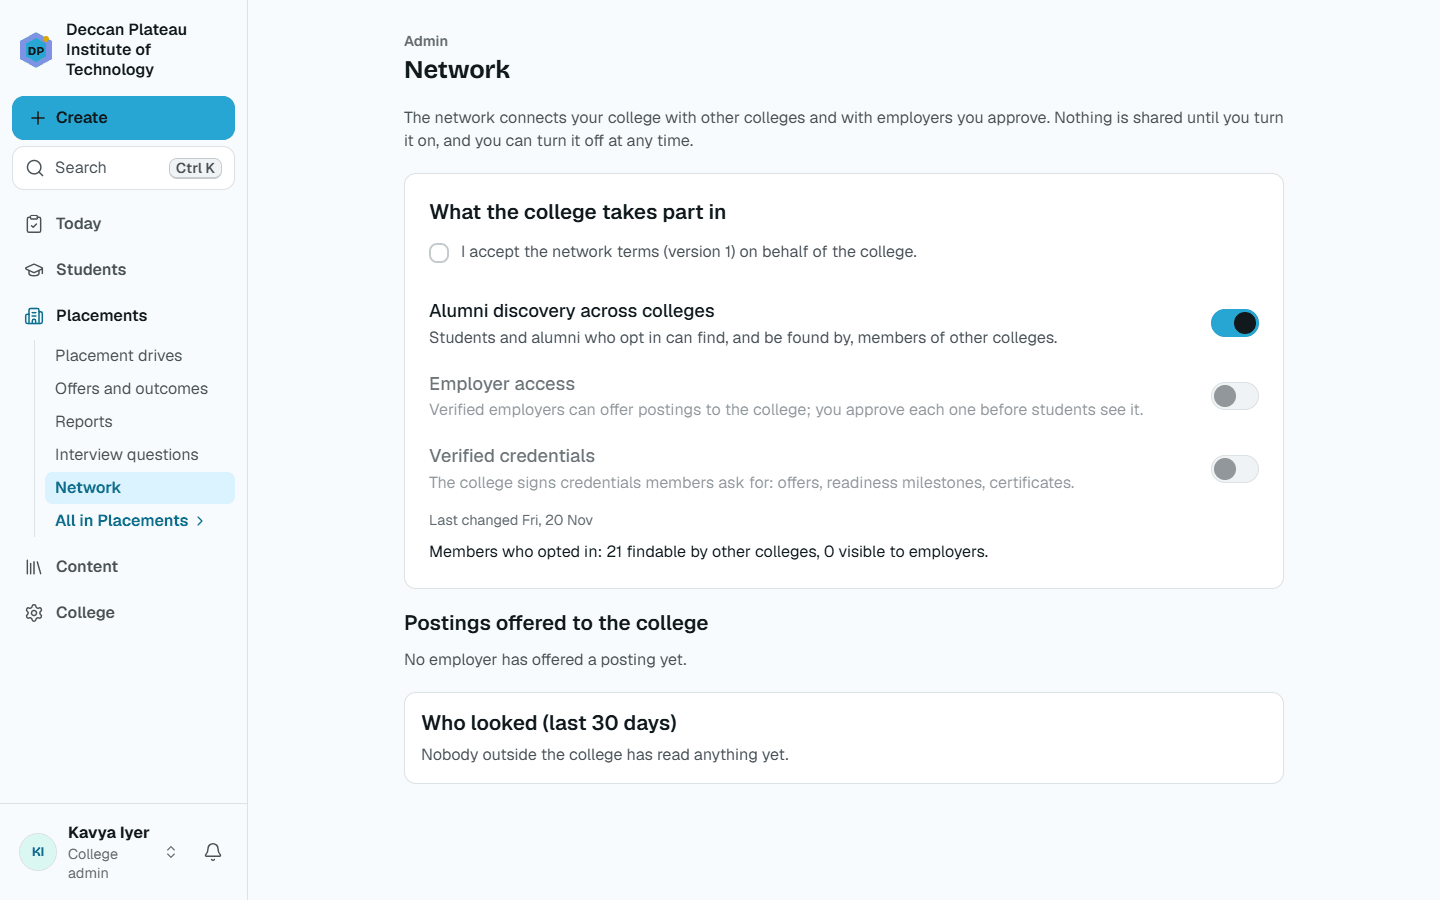 Deccan Plateau
Institute of
Technology
DP
Create
Search
Ctrl K
Today
Students
Placements
Placement drives
Offers and outcomes
Reports
Interview questions
Network
All in Placements
Content
College
KI
Kavya Iyer
College
admin
Admin
Network
The network connects your college with other colleges and with employers you approve. Nothing is shared until you turn
it on, and you can turn it off at any time.
What the college takes part in
I accept the network terms (version 1) on behalf of the college.
Alumni discovery across colleges
Students and alumni who opt in can find, and be found by, members of other colleges.
Employer access
Verified employers can offer postings to the college; you approve each one before students see it.
Verified credentials
The college signs credentials members ask for: offers, readiness milestones, certificates.
Last changed Fri, 20 Nov
Members who opted in: 21 findable by other colleges, 0 visible to employers.
Postings offered to the college
No employer has offered a posting yet.
Who looked (last 30 days)
Nobody outside the college has read anything yet.